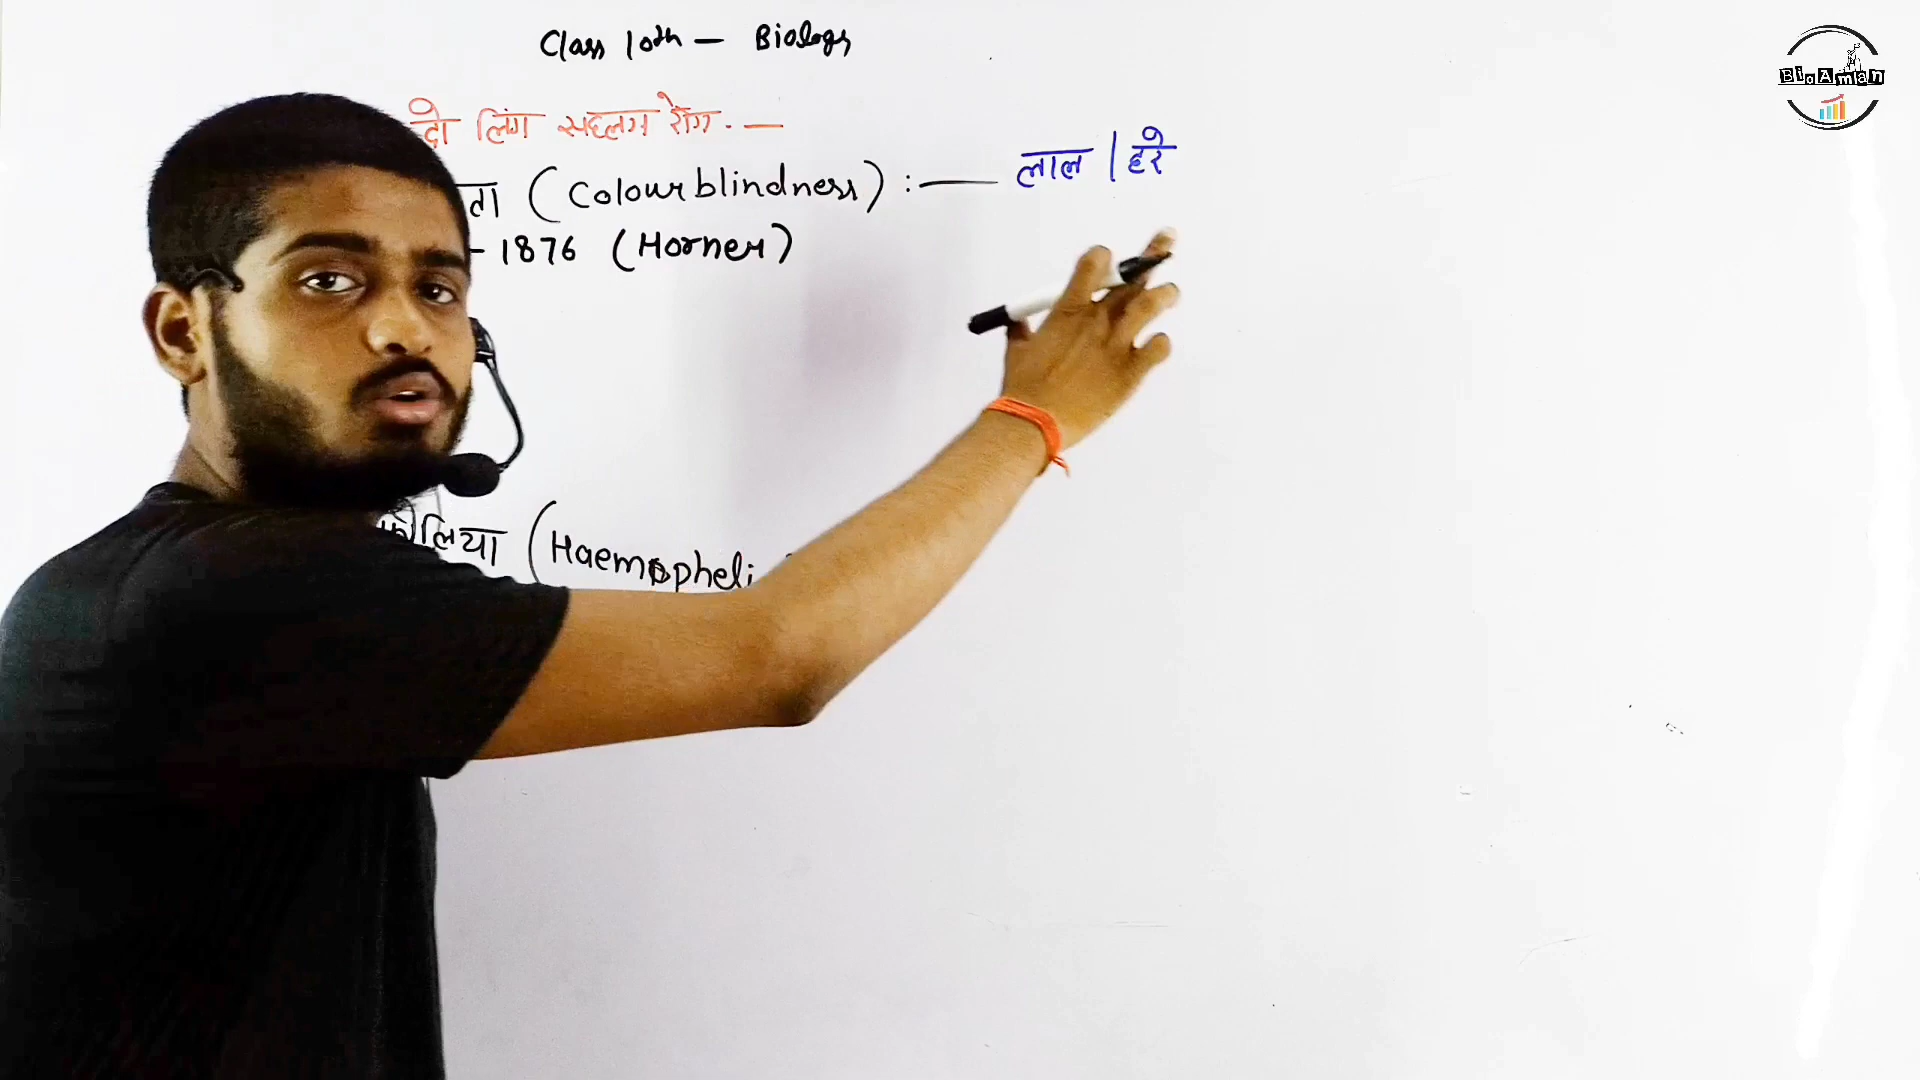 Class 10th — Biology
BioAman
दो लिंग सहलग्न रोग. —
ता (Colourblindness) : — लाल | हरे
- 1876 (Horner)
फीलिया (Haemopheli